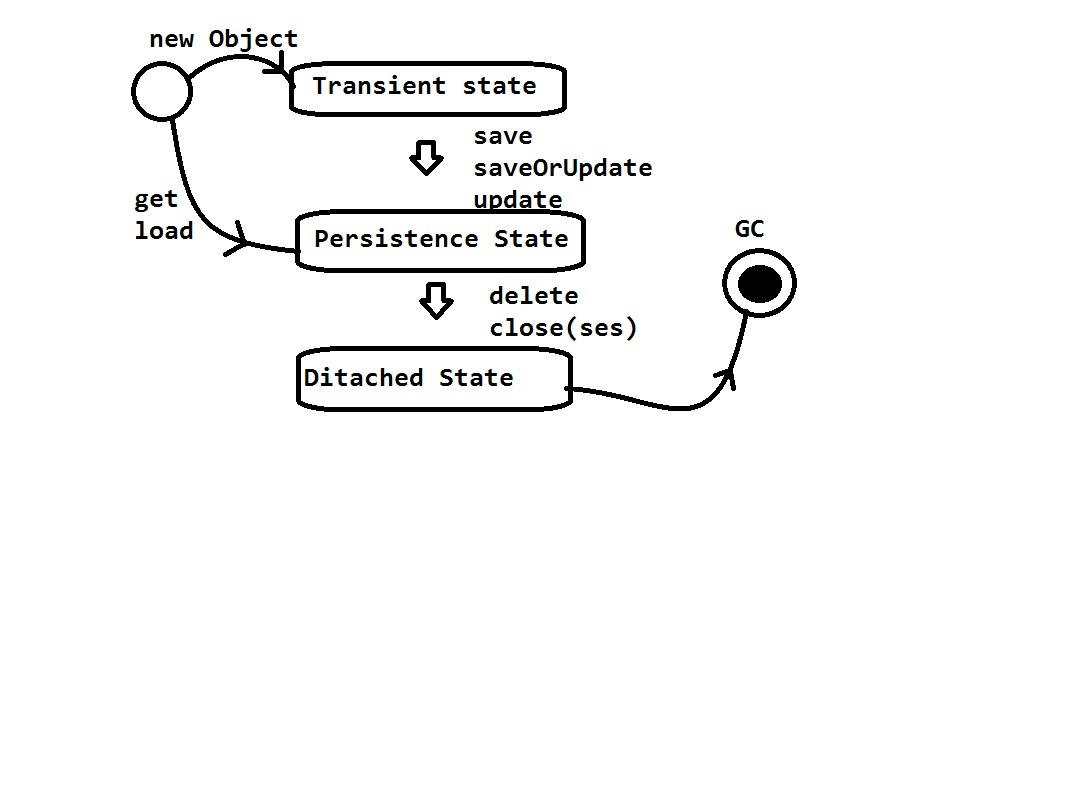 new Object
Transient state
save
saveOrUpdate
update
get
load
Persistence State
GC
delete
close(ses)
Ditached State